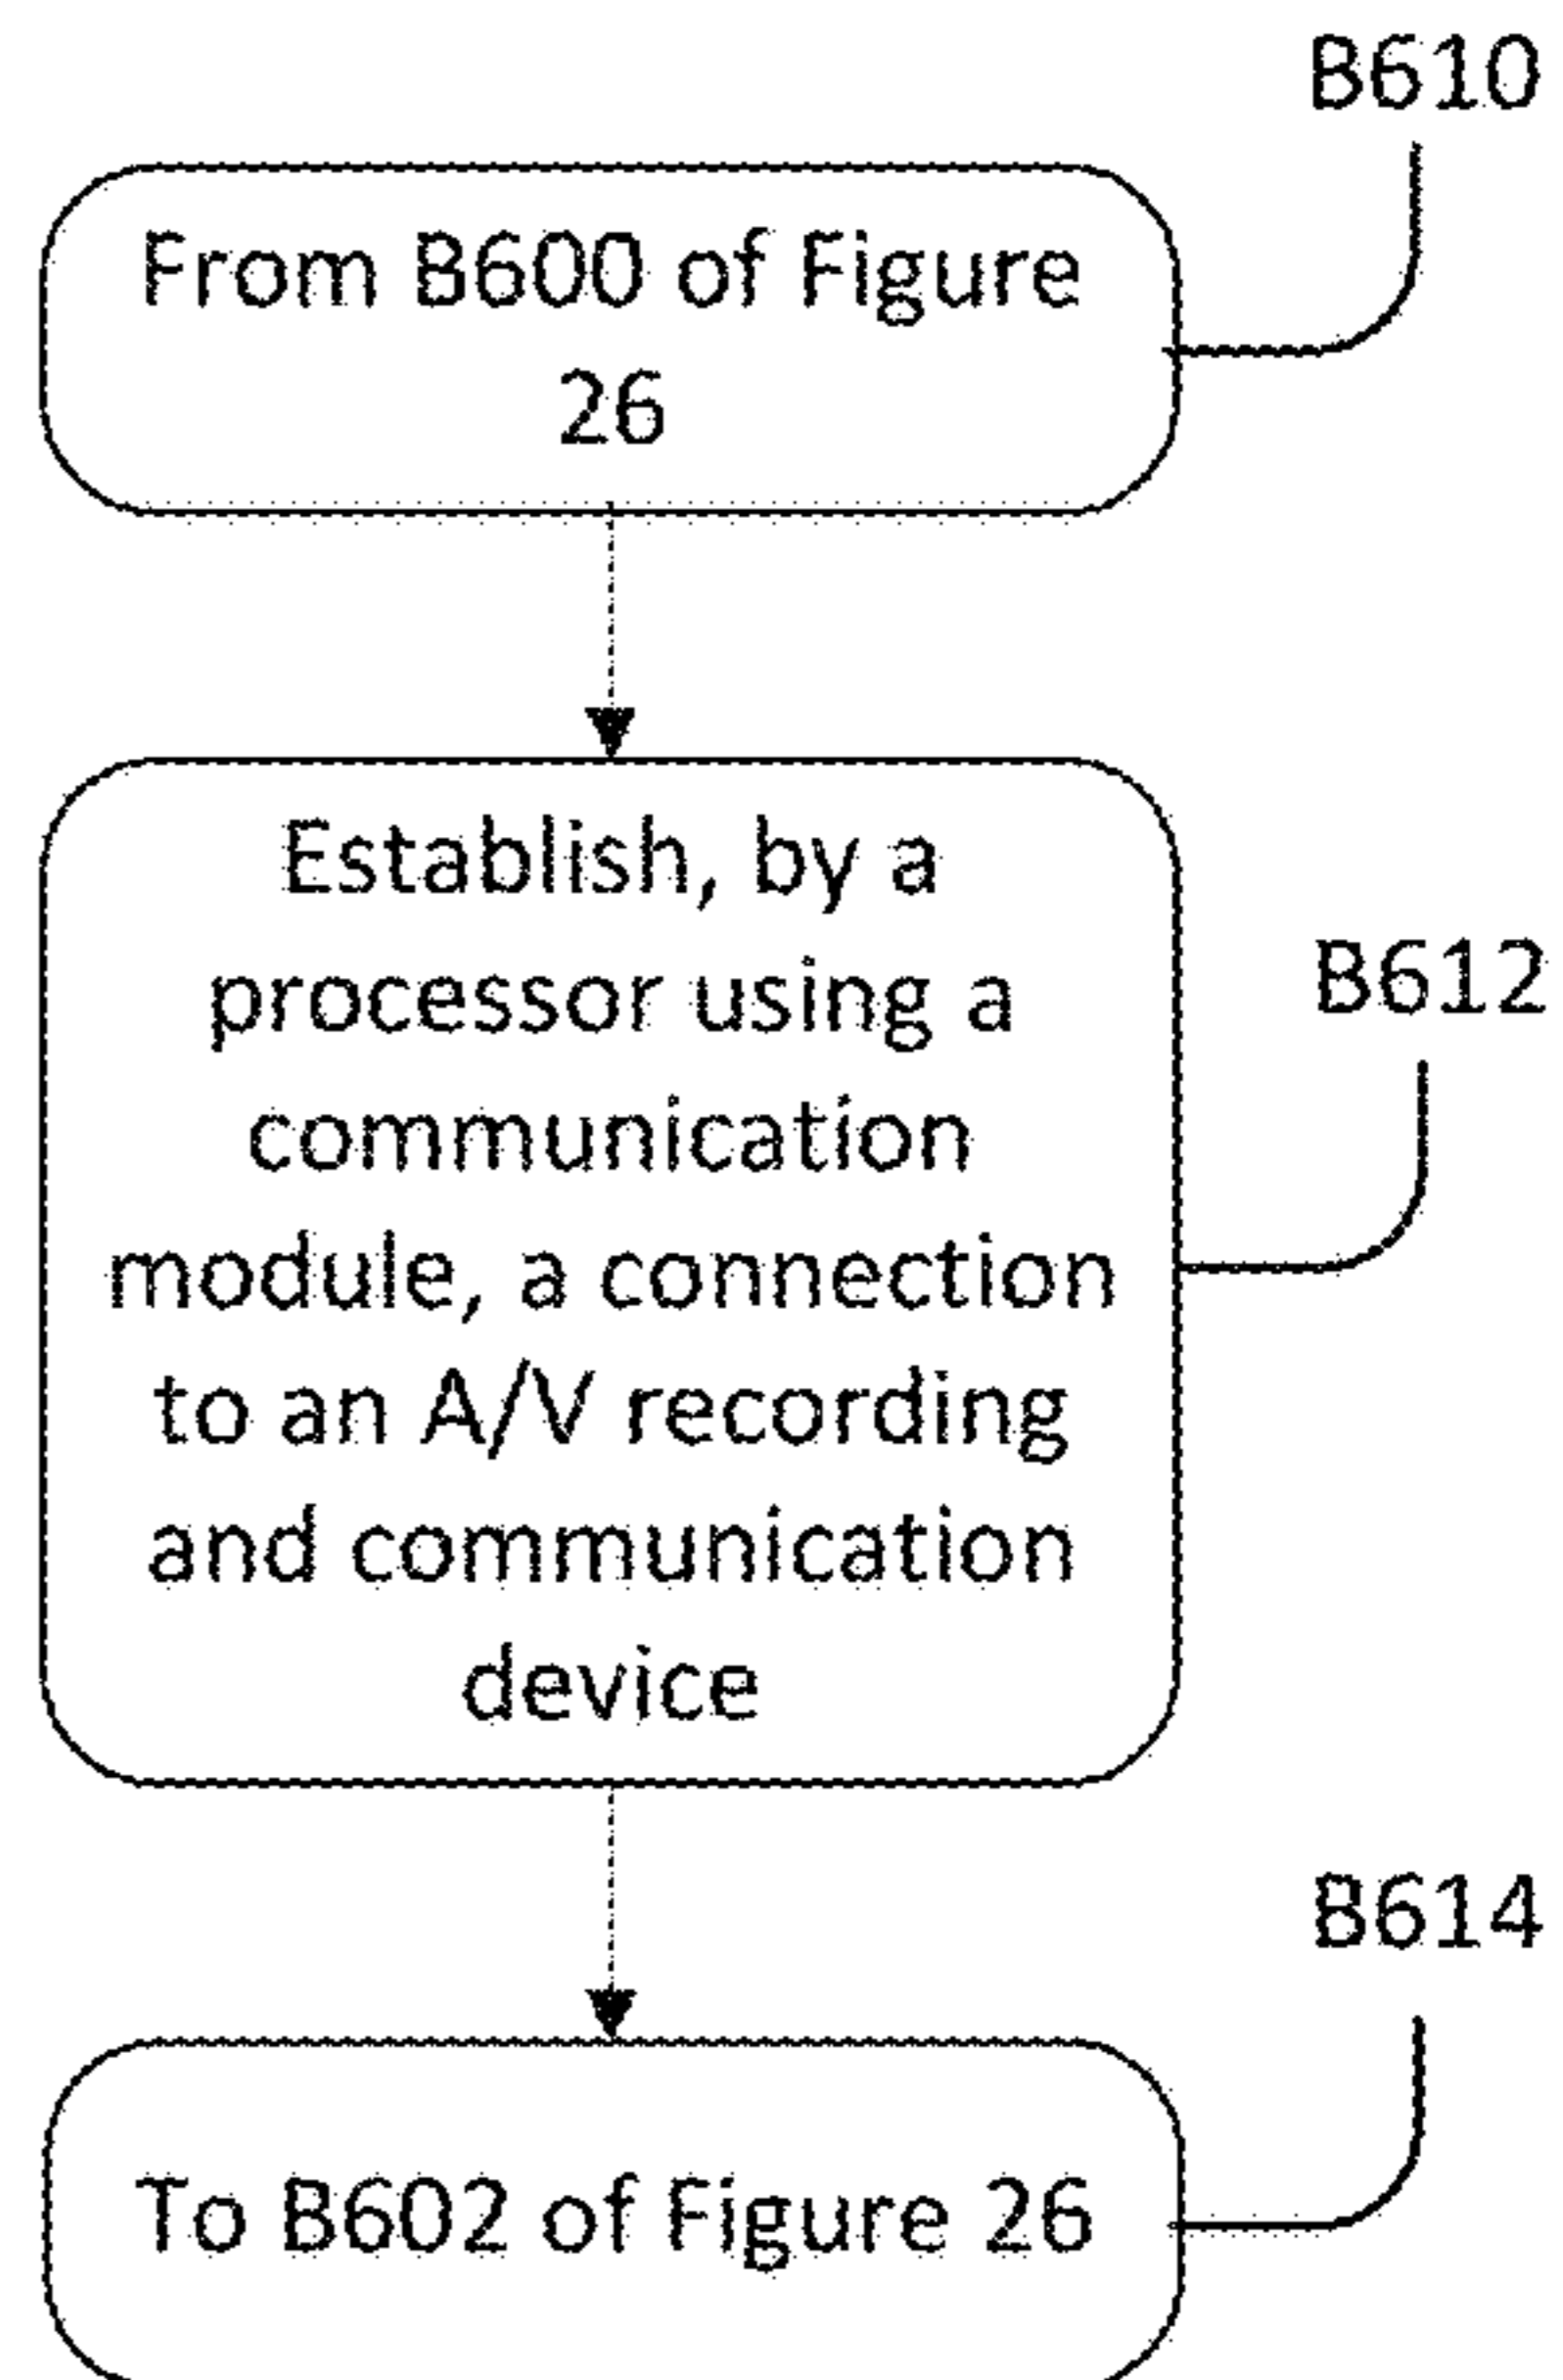 B610
From B600 of Figure
26
Establish, by a
processor using a
communication
module, a connection
to an A/V recording
and communication
device
B612
B614
To B602 of Figure 26